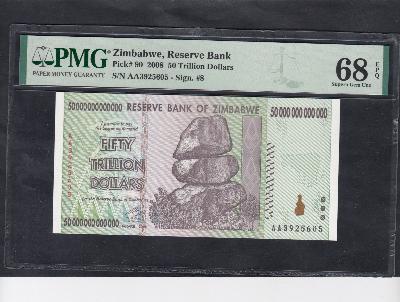 PMG
PAPER MONEY GUARANTY
Zimbabwe, Reserve Bank
Pick# 90 2008 50 Trillion Dollars
S/N AA3925605 - Sign. #8
68 EPQ
Superb Gem Unc
50000000000000
RESERVE BANK OF ZIMBABWE
50 000 000 000 000
FIFTY
TRILLION
DOLLARS
50000000000000
AA3925605